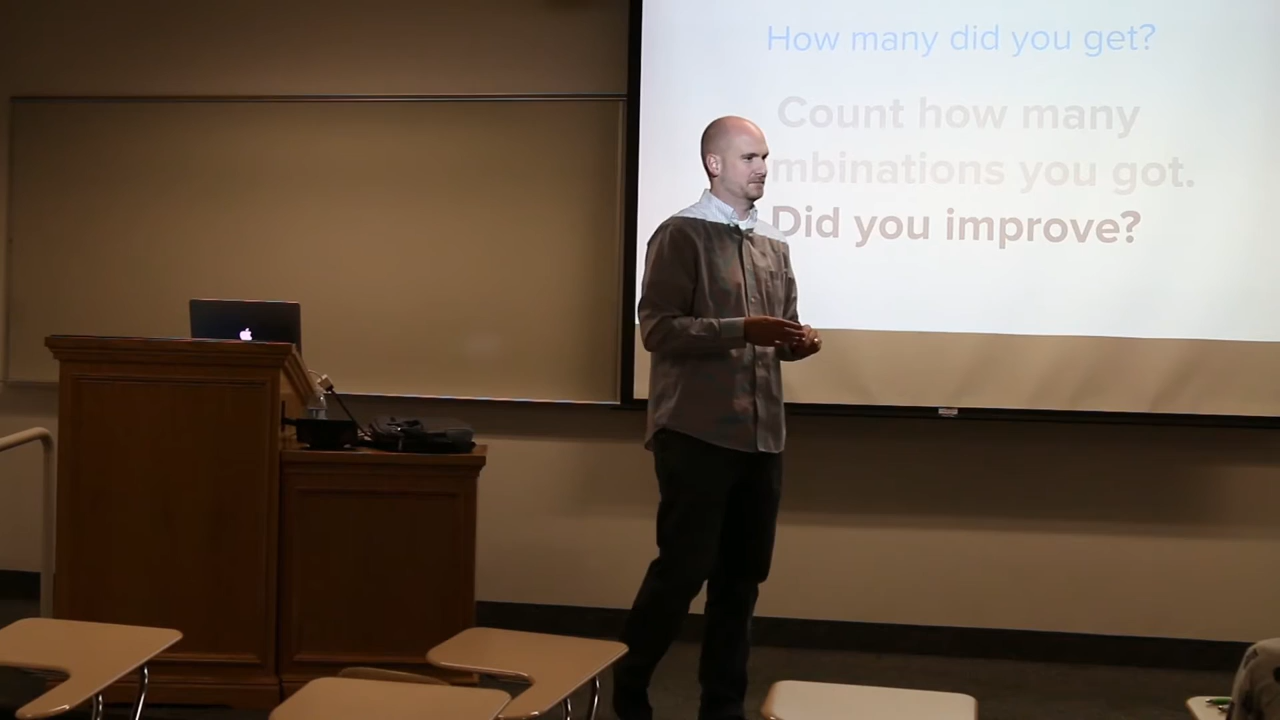 How many did you get?
Count how many
mbinations you got.
Did you improve?